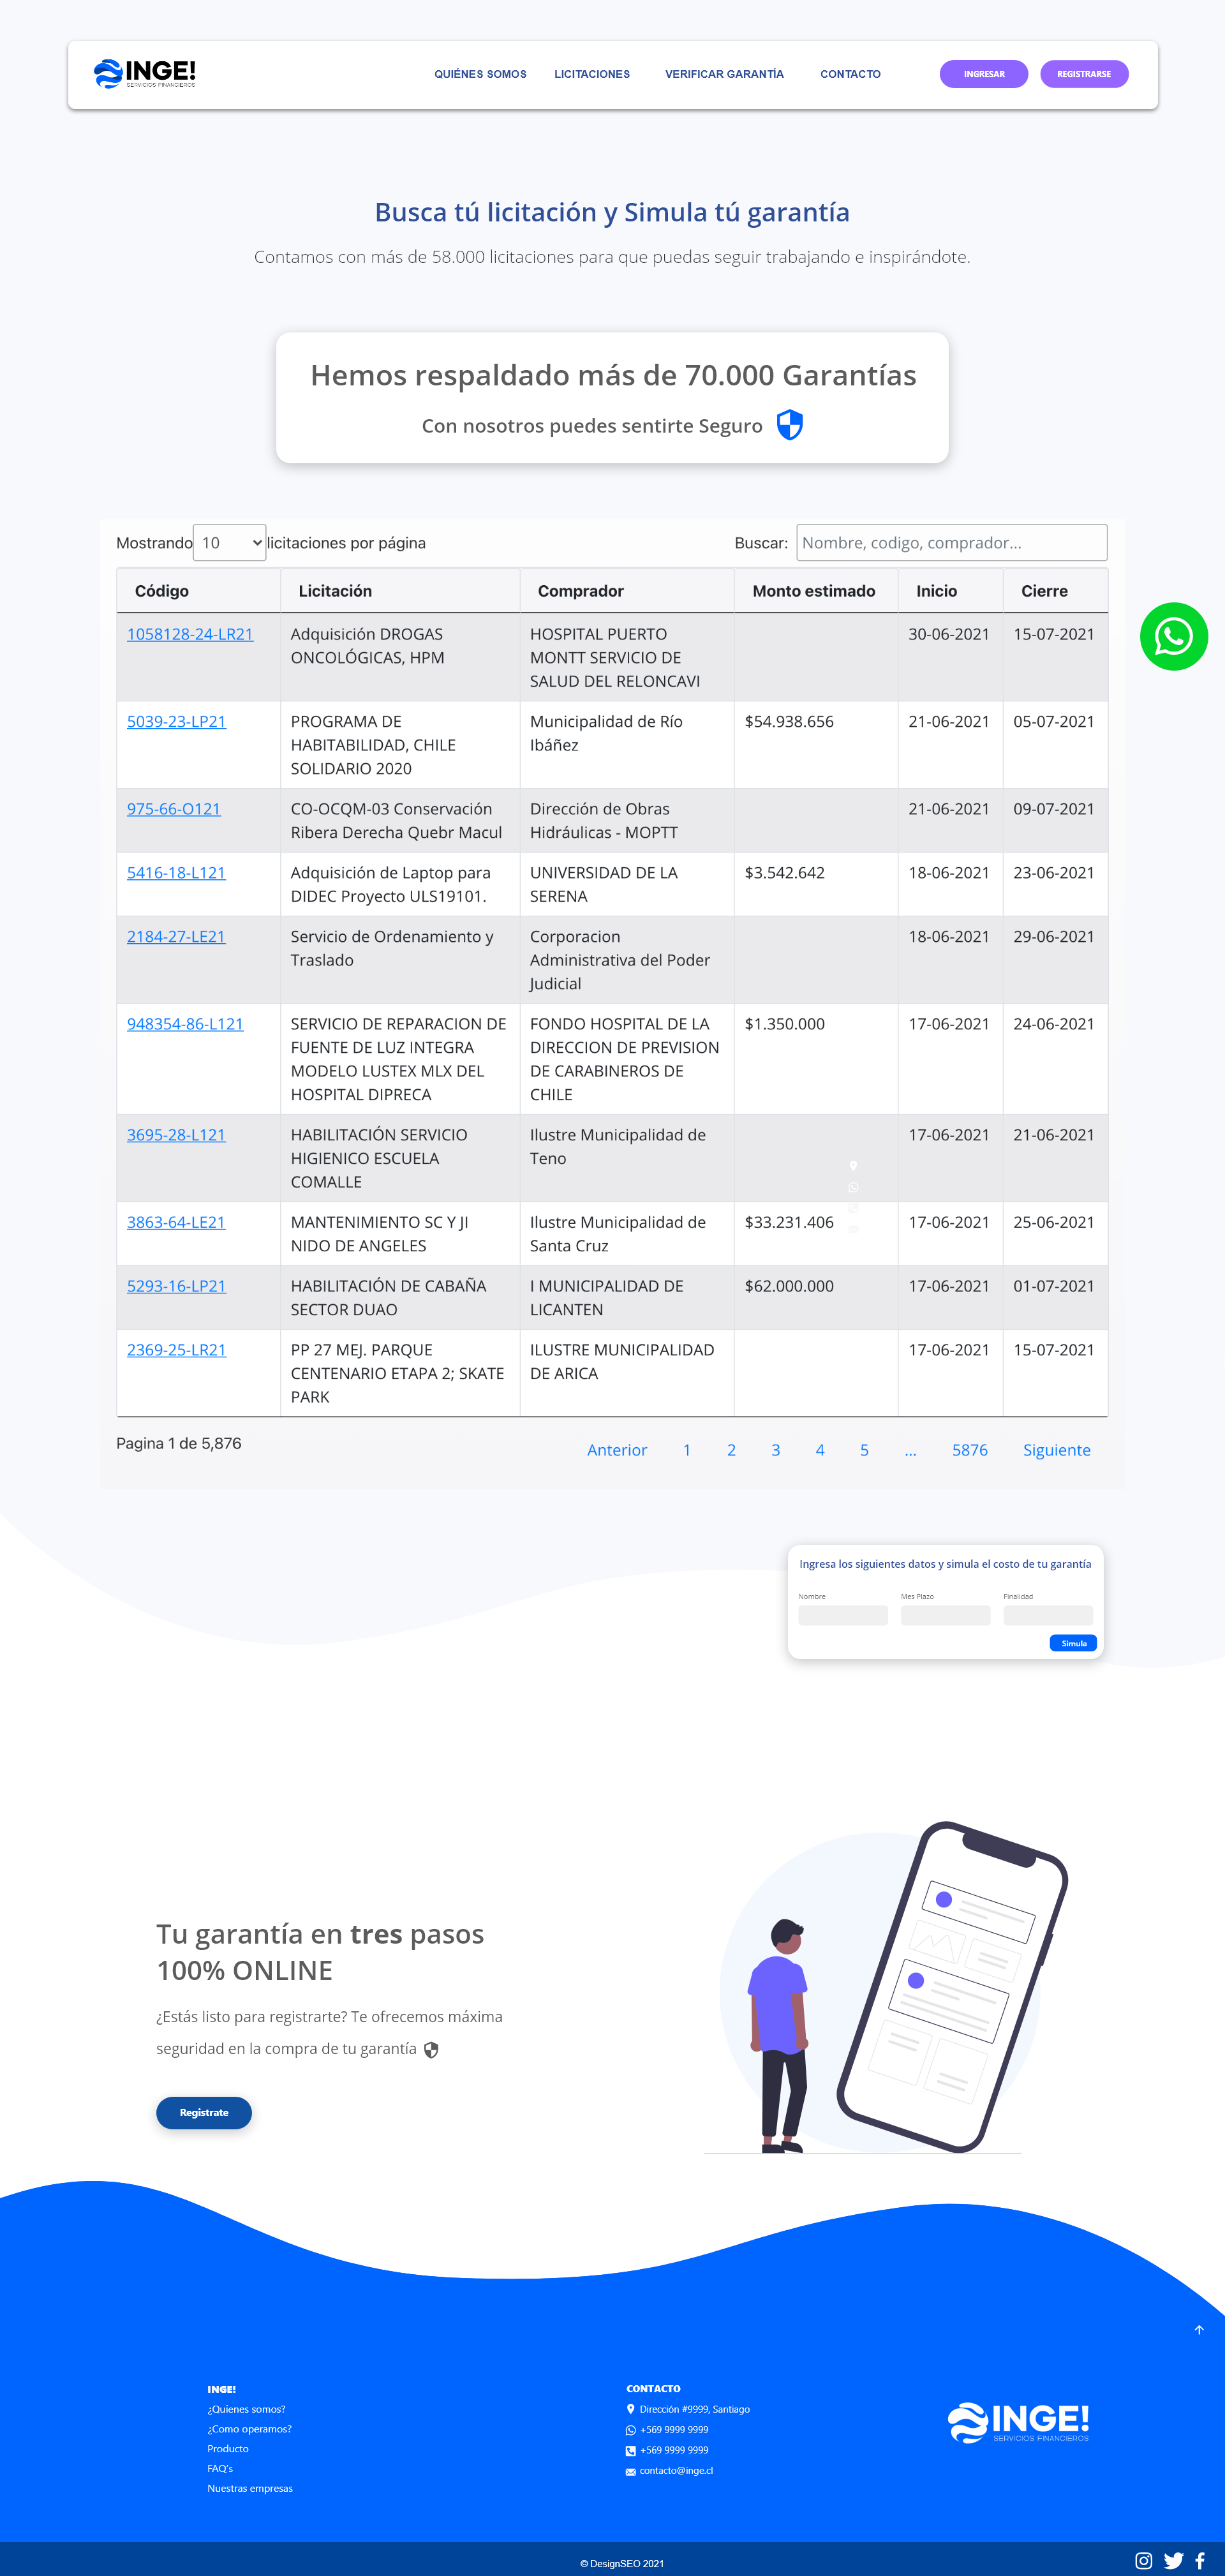 INGE!
SERVICIOS FINANCIEROS
QUIÉNES SOMOS
LICITACIONES
VERIFICAR GARANTÍA
CONTACTO
INGRESAR
REGISTRARSE
Busca tú licitación y Simula tú garantía
Contamos con más de 58.000 licitaciones para que puedas seguir trabajando e inspirándote.
Hemos respaldado más de 70.000 Garantías
Con nosotros puedes sentirte Seguro
Mostrando 10 licitaciones por página
Buscar: Nombre, codigo, comprador...
Código Licitación Comprador Monto estimado Inicio Cierre
1058128-24-LR21 Adquisición DROGAS HOSPITAL PUERTO 30-06-2021 15-07-2021
ONCOLÓGICAS, HPM MONTT SERVICIO DE
SALUD DEL RELONCAVI
5039-23-LP21 PROGRAMA DE Municipalidad de Río $54.938.656 21-06-2021 05-07-2021
HABITABILIDAD, CHILE Ibáñez
SOLIDARIO 2020
975-66-O121 CO-OCQM-03 Conservación Dirección de Obras 21-06-2021 09-07-2021
Ribera Derecha Quebr Macul Hidráulicas - MOPTT
5416-18-L121 Adquisición de Laptop para UNIVERSIDAD DE LA $3.542.642 18-06-2021 23-06-2021
DIDEC Proyecto ULS19101. SERENA
2184-27-LE21 Servicio de Ordenamiento y Corporacion 18-06-2021 29-06-2021
Traslado Administrativa del Poder
Judicial
948354-86-L121 SERVICIO DE REPARACION DE FONDO HOSPITAL DE LA $1.350.000 17-06-2021 24-06-2021
FUENTE DE LUZ INTEGRA DIRECCION DE PREVISION
MODELO LUSTEX MLX DEL DE CARABINEROS DE
HOSPITAL DIPRECA CHILE
3695-28-L121 HABILITACIÓN SERVICIO Ilustre Municipalidad de 17-06-2021 21-06-2021
HIGIENICO ESCUELA Teno
COMALLE
3863-64-LE21 MANTENIMIENTO SC Y JI Ilustre Municipalidad de $33.231.406 17-06-2021 25-06-2021
NIDO DE ANGELES Santa Cruz
5293-16-LP21 HABILITACIÓN DE CABAÑA I MUNICIPALIDAD DE $62.000.000 17-06-2021 01-07-2021
SECTOR DUAO LICANTEN
2369-25-LR21 PP 27 MEJ. PARQUE ILUSTRE MUNICIPALIDAD 17-06-2021 15-07-2021
CENTENARIO ETAPA 2; SKATE DE ARICA
PARK
Pagina 1 de 5,876
Anterior 1 2 3 4 5 ... 5876 Siguiente
Ingresa los siguientes datos y simula el costo de tu garantía
Nombre Mes Plazo Finalidad
Simula
Tu garantía en tres pasos
100% ONLINE
¿Estás listo para registrarte? Te ofrecemos máxima
seguridad en la compra de tu garantía
Registrate
INGE!
¿Quienes somos?
¿Como operamos?
Producto
FAQ's
Nuestras empresas
CONTACTO
Dirección #9999, Santiago
+569 9999 9999
+569 9999 9999
contacto@inge.cl
INGE!
SERVICIOS FINANCIEROS
© DesignSEO 2021